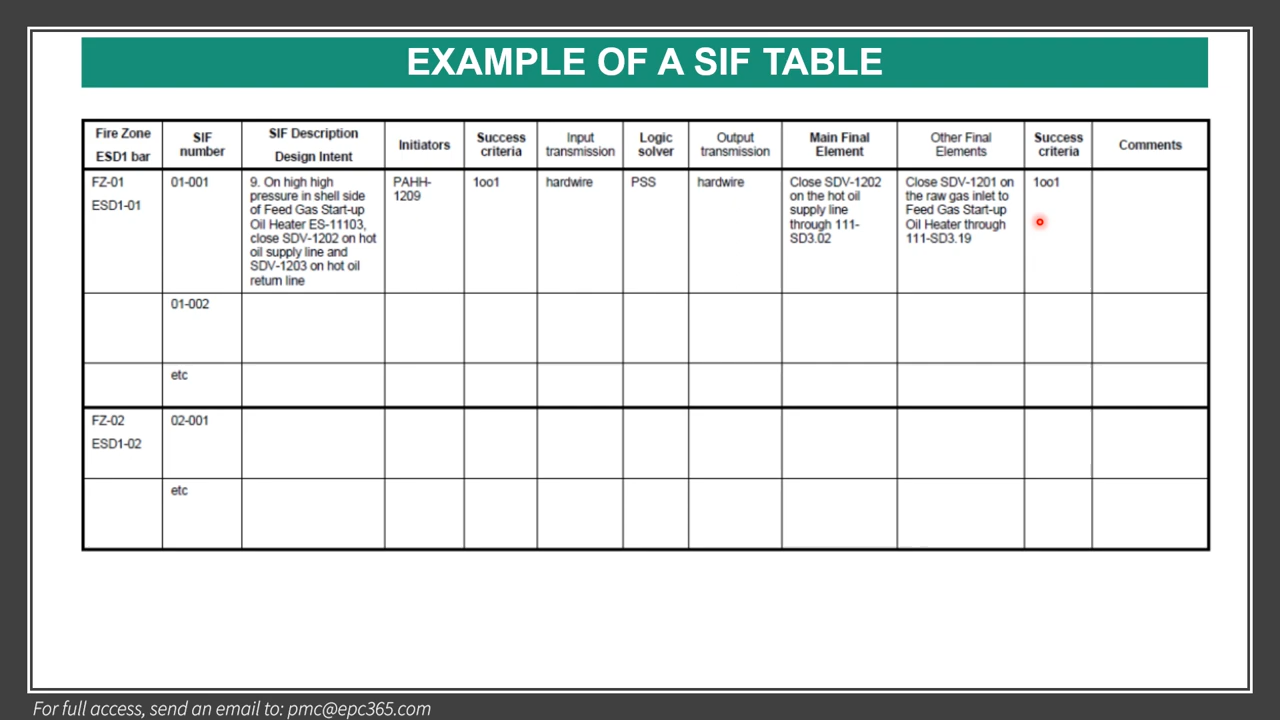 EXAMPLE OF A SIF TABLE
Fire Zone
ESD1 bar
SIF
number
SIF Description
Design Intent
Initiators
Success
criteria
Input
transmission
Logic
solver
Output
transmission
Main Final
Element
Other Final
Elements
Success
criteria
Comments
FZ-01
ESD1-01
01-001
9. On high high
pressure in shell side
of Feed Gas Start-up
Oil Heater ES-11103,
close SDV-1202 on hot
oil supply line and
SDV-1203 on hot oil
return line
PAHH-
1209
1oo1
hardwire
PSS
hardwire
Close SDV-1202
on the hot oil
supply line
through 111-
SD3.02
Close SDV-1201 on
the raw gas inlet to
Feed Gas Start-up
Oil Heater through
111-SD3.19
1oo1
01-002
etc
FZ-02
ESD1-02
02-001
etc
For full access, send an email to: pmc@epc365.com